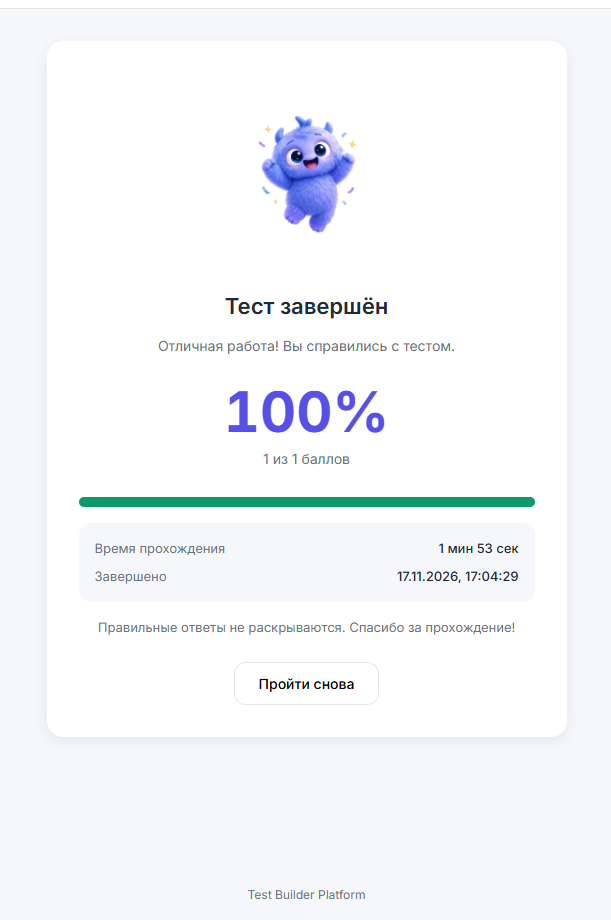 Тест завершён
Отличная работа! Вы справились с тестом.
100%
1 из 1 баллов
Время прохождения 1 мин 53 сек
Завершено 17.11.2026, 17:04:29
Правильные ответы не раскрываются. Спасибо за прохождение!
Пройти снова
Test Builder Platform